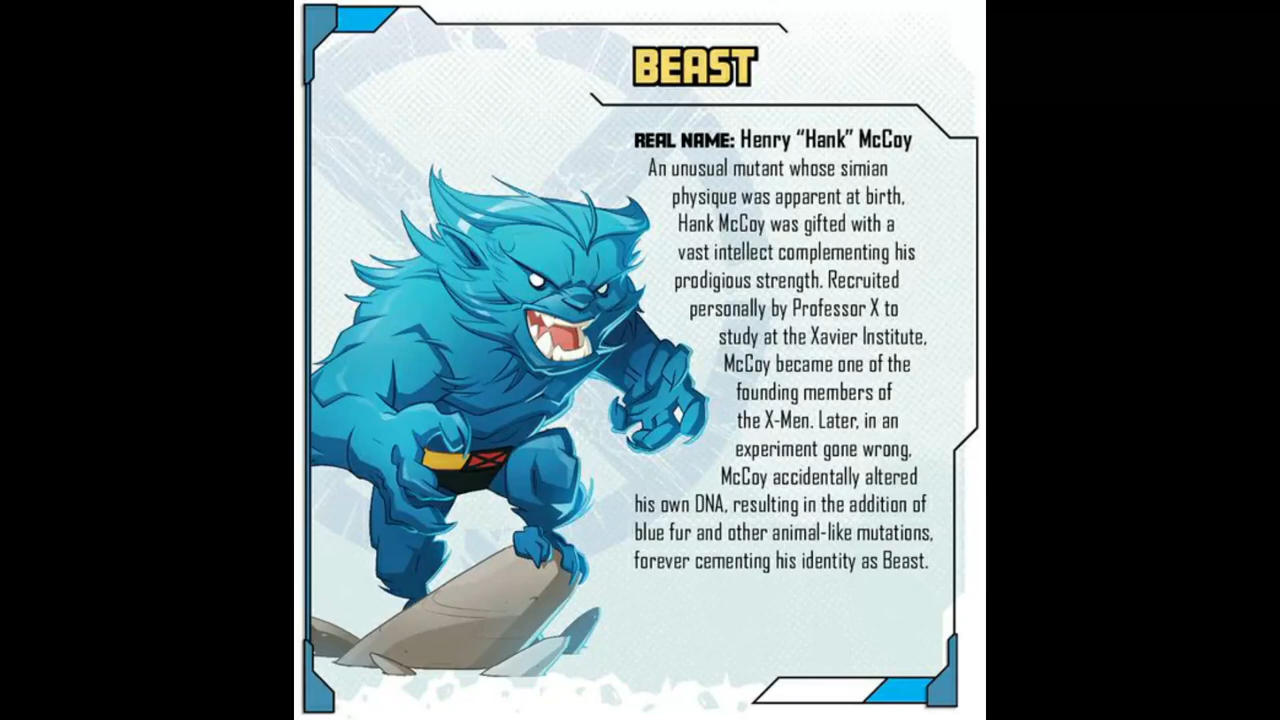 BEAST
REAL NAME: Henry “Hank” McCoy
An unusual mutant whose simian
physique was apparent at birth,
Hank McCoy was gifted with a
vast intellect complementing his
prodigious strength. Recruited
personally by Professor X to
study at the Xavier Institute,
McCoy became one of the
founding members of
the X-Men. Later, in an
experiment gone wrong,
McCoy accidentally altered
his own DNA, resulting in the addition of
blue fur and other animal-like mutations,
forever cementing his identity as Beast.